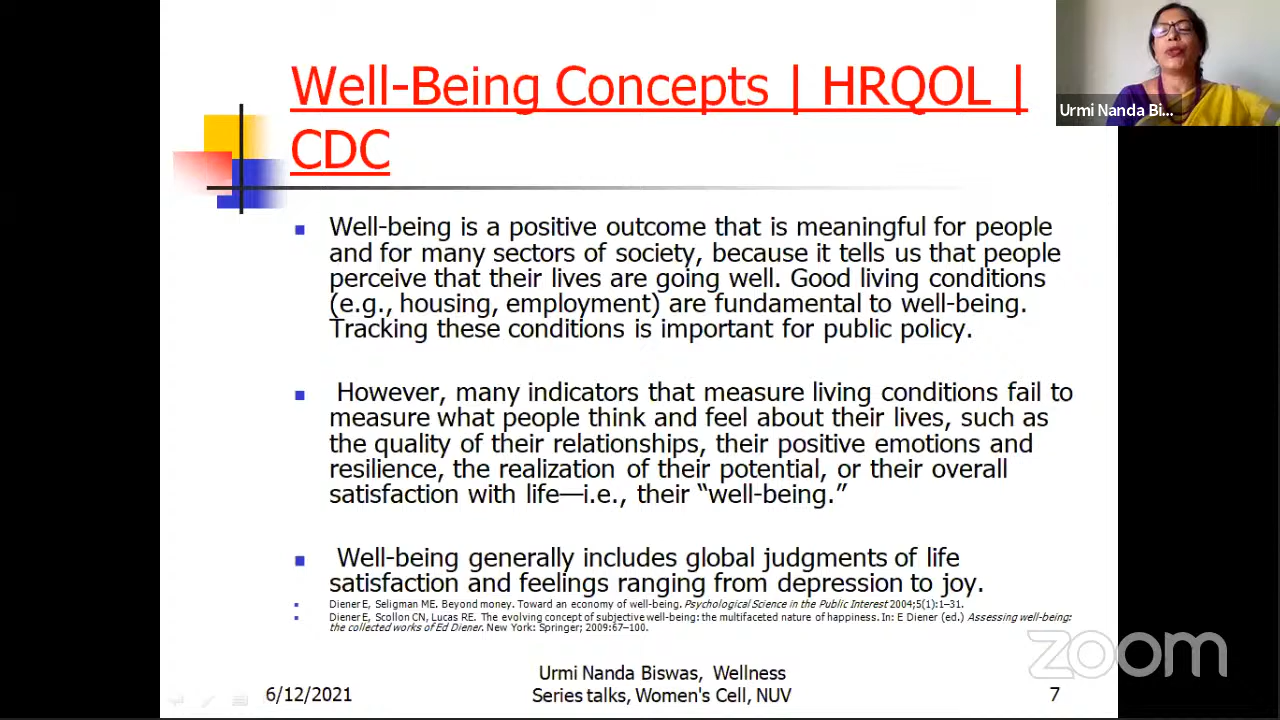 Well-Being Concepts | HRQOL |
CDC
Urmi Nanda Bi...
Well-being is a positive outcome that is meaningful for people
and for many sectors of society, because it tells us that people
perceive that their lives are going well. Good living conditions
(e.g., housing, employment) are fundamental to well-being.
Tracking these conditions is important for public policy.
However, many indicators that measure living conditions fail to
measure what people think and feel about their lives, such as
the quality of their relationships, their positive emotions and
resilience, the realization of their potential, or their overall
satisfaction with life—i.e., their “well-being.”
Well-being generally includes global judgments of life
satisfaction and feelings ranging from depression to joy.
Diener E, Seligman ME. Beyond money. Toward an economy of well-being. Psychological Science in the Public Interest 2004;5(1):1–31.
Diener E, Scollon CN, Lucas RE. The evolving concept of subjective well-being: the multifaceted nature of happiness. In: E Diener (ed.) Assessing well-being:
the collected works of Ed Diener. New York: Springer; 2009:67–100.
zoom
6/12/2021
Urmi Nanda Biswas, Wellness
Series talks, Women's Cell, NUV
7